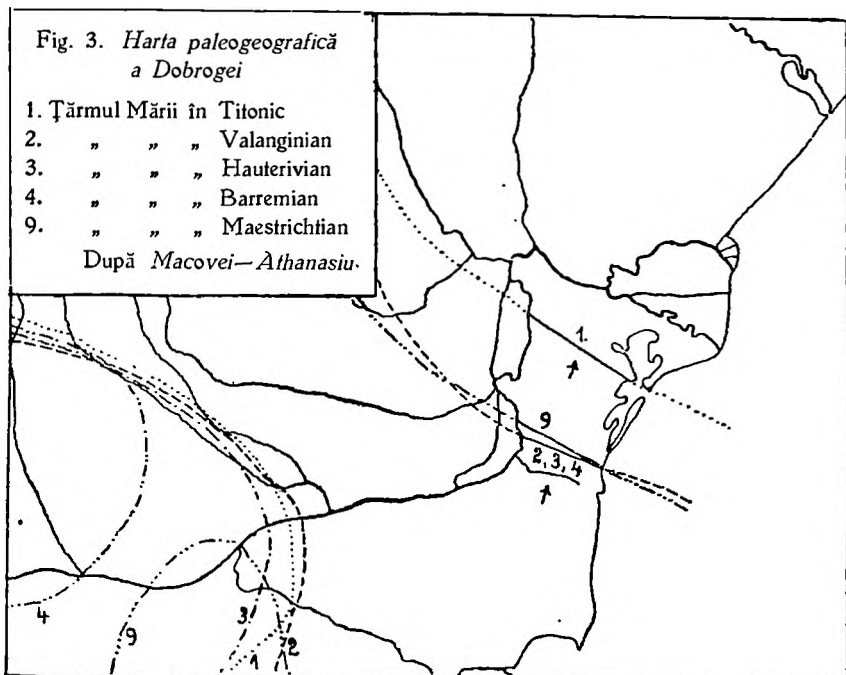 Fig. 3. Harta paleogeografică
a Dobrogei
1. Ţărmul Mării în Titonic
2. „ „ „ Valanginian
3. „ „ „ Hauterivian
4. „ „ „ Barremian
9. „ „ „ Maestrichtian
După Macovei—Athanasiu.
1.
9
2, 3, 4
4
9
3.
1
2